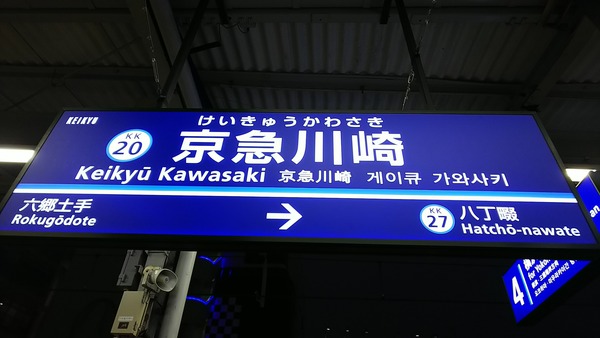 KEIKYU
けいきゅうかわさき
KK
20
京急川崎
Keikyū Kawasaki 京急川崎 게이큐 가와사키
六郷土手
Rokugōdote
→
KK
27
八丁畷
Hatchō-nawate
4